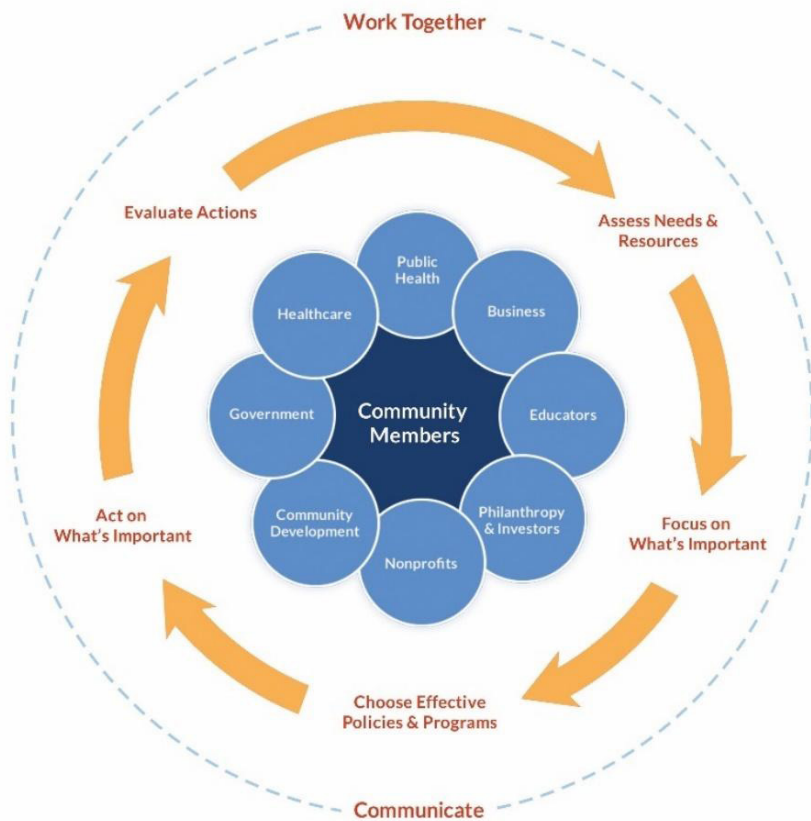 Work Together
Evaluate Actions
Assess Needs &
Resources
Public
Health
Healthcare
Business
Government
Community
Members
Educators
Community
Development
Philanthropy
& Investors
Nonprofits
Act on
What's Important
Focus on
What's Important
Choose Effective
Policies & Programs
Communicate